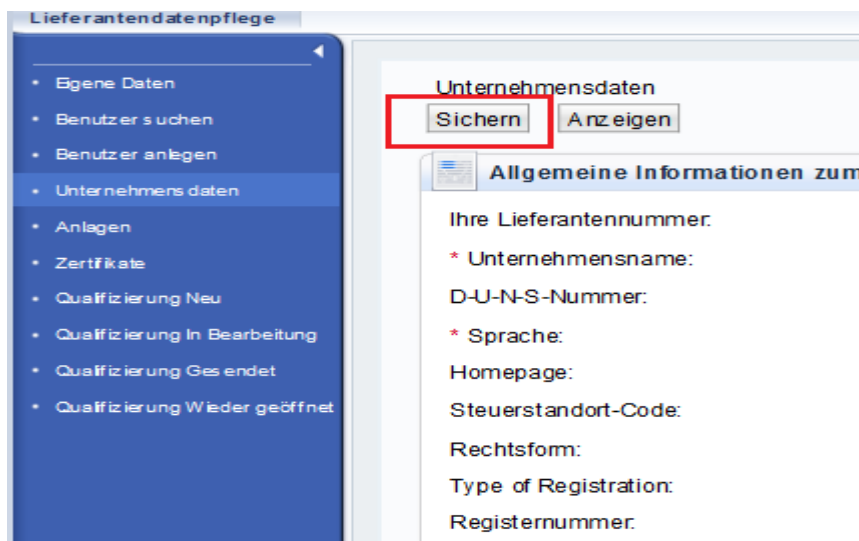 Lieferantendatenpflege
Eigene Daten
Benutzer suchen
Benutzer anlegen
Unternehmensdaten
Anlagen
Zertifikate
Qualifizierung Neu
Qualifizierung In Bearbeitung
Qualifizierung Gesendet
Qualifizierung Wieder geöffnet
Unternehmensdaten
Sichern Anzeigen
Allgemeine Informationen zum
Ihre Lieferantennummer:
* Unternehmensname:
D-U-N-S-Nummer:
* Sprache:
Homepage:
Steuerstandort-Code:
Rechtsform:
Type of Registration:
Registernummer: